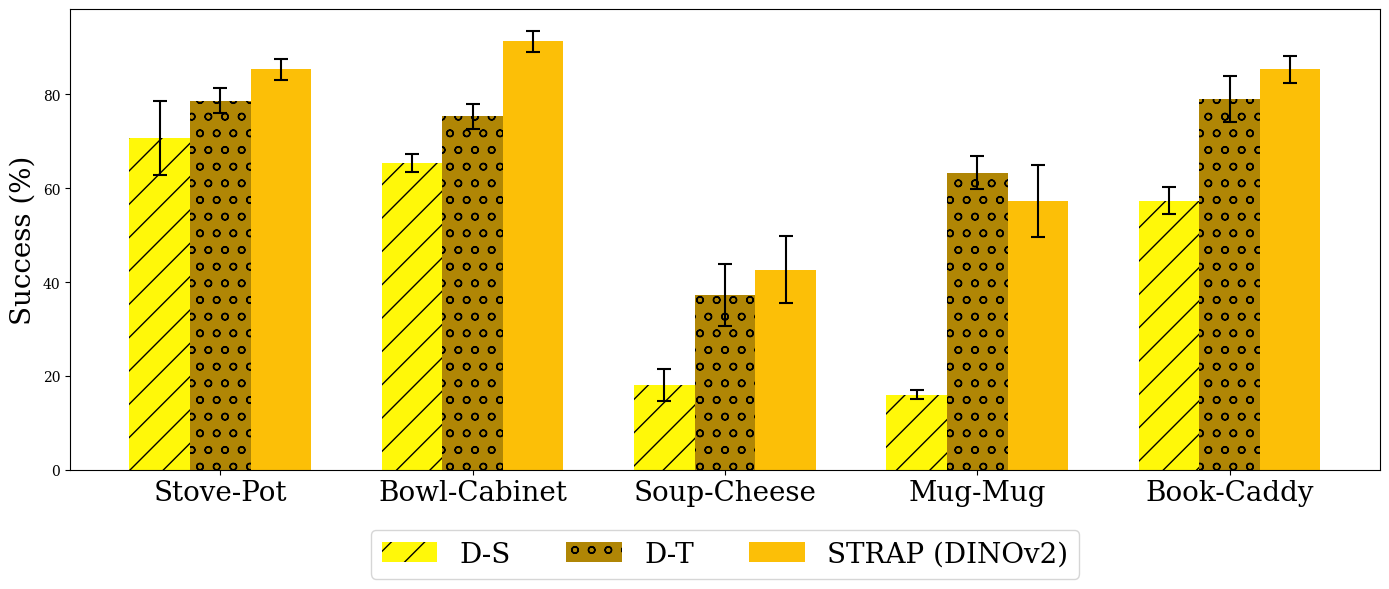 Success (%)
80
60
40
20
0
Stove-Pot Bowl-Cabinet Soup-Cheese Mug-Mug Book-Caddy
D-S D-T STRAP (DINOv2)